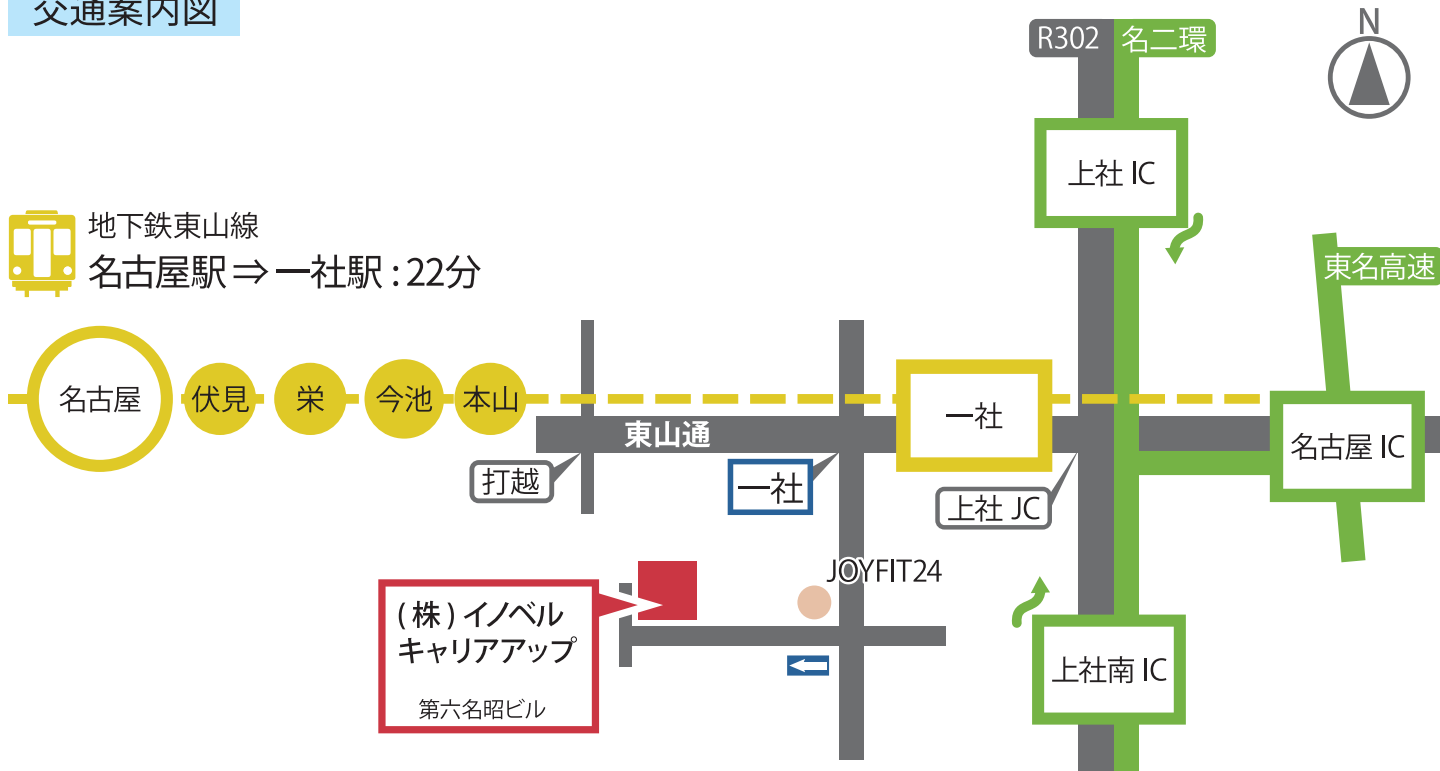 交通案内図
R302
名二環
N
上社 IC
地下鉄東山線
名古屋駅⇒一社駅 : 22分
東名高速
名古屋
伏見
栄
今池
本山
東山通
一社
名古屋 IC
打越
一社
上社 JC
JOYFIT24
(株)イノベル
キャリアアップ
第六名昭ビル
上社南 IC